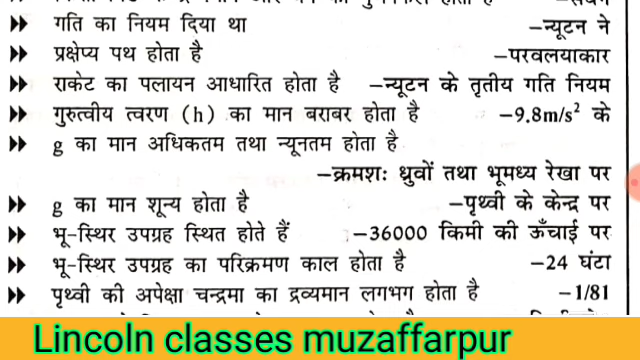 ▶▶ गति का नियम दिया था –न्यूटन ने
▶▶ प्रक्षेप्य पथ होता है –परवलयाकार
▶▶ राकेट का पलायन आधारित होता है –न्यूटन के तृतीय गति नियम
▶▶ गुरुत्वीय त्वरण (h) का मान बराबर होता है –9.8m/s² के
▶▶ g का मान अधिकतम तथा न्यूनतम होता है
–क्रमशः ध्रुवों तथा भूमध्य रेखा पर
▶▶ g का मान शून्य होता है –पृथ्वी के केन्द्र पर
▶▶ भू-स्थिर उपग्रह स्थित होते हैं –36000 किमी की ऊँचाई पर
▶▶ भू-स्थिर उपग्रह का परिक्रमण काल होता है –24 घंटा
▶▶ पृथ्वी की अपेक्षा चन्द्रमा का द्रव्यमान लगभग होता है –1/81
Lincoln classes muzaffarpur